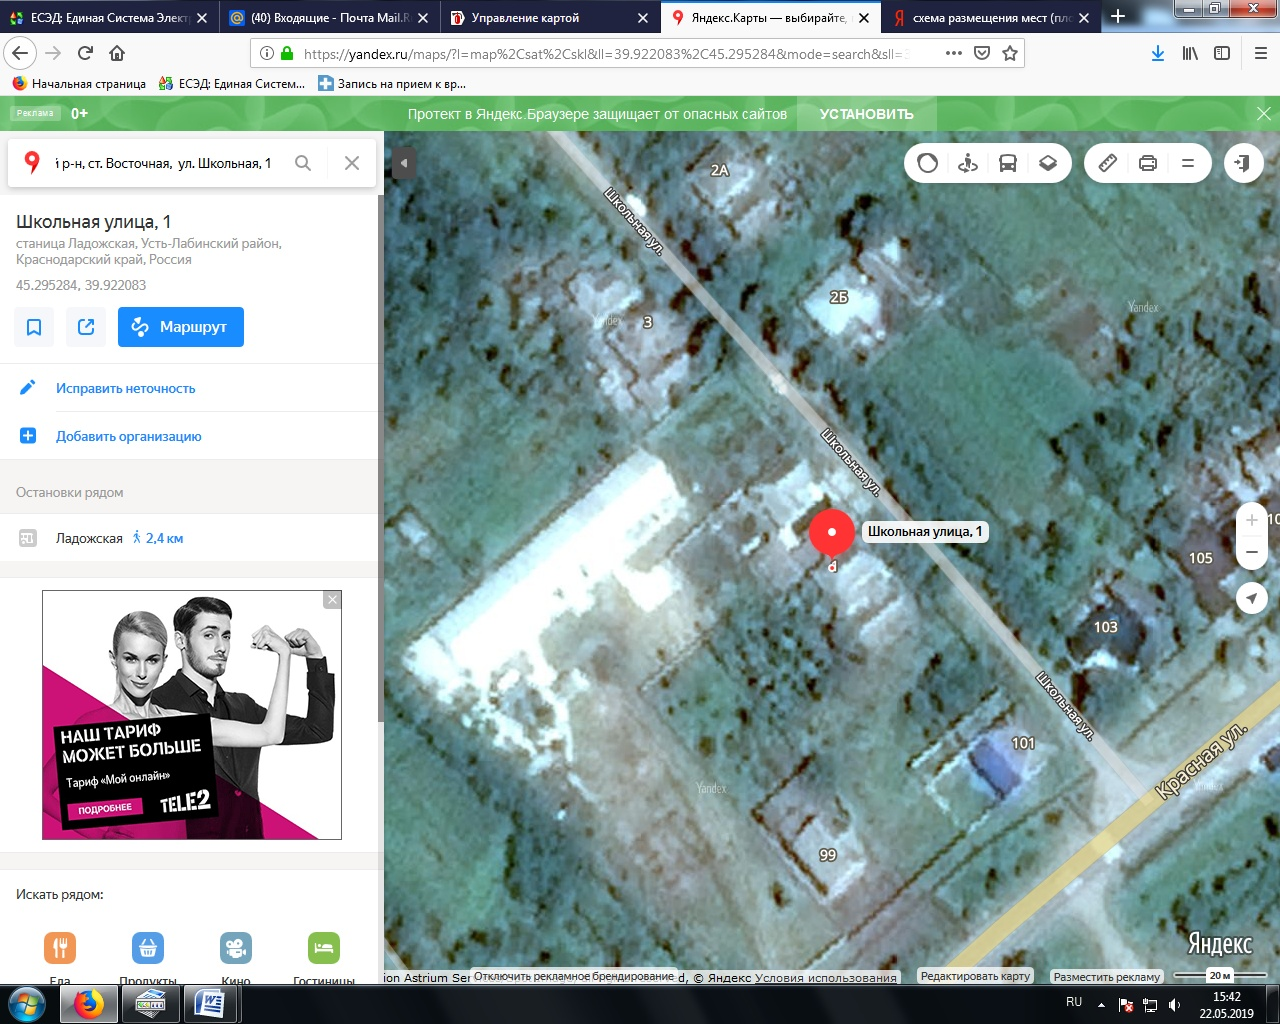 ЕСЭД: Единая Система Элект
(40) Входящие - Почта Mail.R
Управление картой
Яндекс.Карты — выбирайте,
схема размещения мест (пло
https://yandex.ru/maps/?l=map%2Csat%2Cskl&ll=39.922083%2C45.295284&mode=search&sll=
Начальная страница
ЕСЭД: Единая Систем...
Запись на прием к вр...
Реклама
0+
Протект в Яндекс.Браузере защищает от опасных сайтов
УСТАНОВИТЬ
й р-н, ст. Восточная, ул. Школьная, 1
Школьная улица, 1
станица Ладожская, Усть-Лабинский район,
Краснодарский край, Россия
45.295284, 39.922083
Маршрут
Исправить неточность
Добавить организацию
Остановки рядом
Ладожская 2,4 км
НАШ ТАРИФ
МОЖЕТ БОЛЬШЕ
Тариф «Мой онлайн»
ПОДРОБНЕЕ
TELE2
Искать рядом:
Еда
Продукты
Кино
Гостиницы
2А
Школьная ул.
2Б
3
Yandex
Yandex
Школьная ул.
Школьная улица, 1
105
103
Школьная ул.
101
Красная ул.
Yandex
99
Яндекс
ion Astrium Ser
Отключить рекламное брендирование
d, © Яндекс Условия использования
Редактировать карту
Разместить рекламу
20 м
RU
15:42
22.05.2019